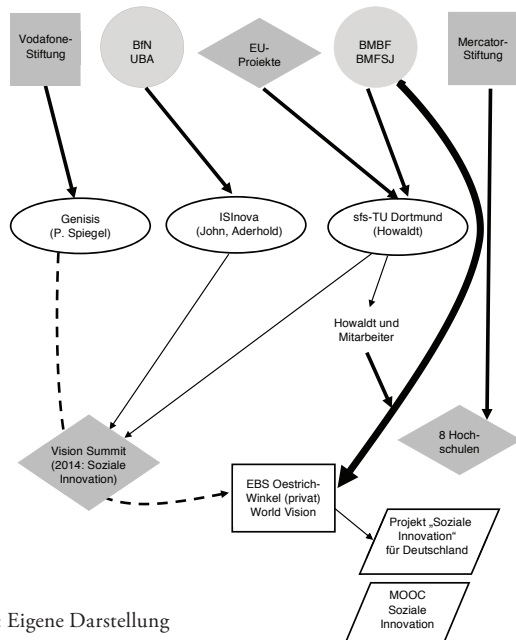 Vodafone-
Stiftung
BfN
UBA
EU-
Proiekte
BMBF
BMFSJ
Mercator-
Stiftung
Genisis
(P. Spiegel)
ISInova
(John, Aderhold)
sfs-TU Dortmund
(Howaldt)
Howaldt und
Mitarbeiter
Vision Summit
(2014: Soziale
Innovation)
8 Hoch-
schulen
EBS Oestrich-
Winkel (privat)
World Vision
Projekt „Soziale
Innovation“
für Deutschland
MOOC
Soziale
Innovation
: Eigene Darstellung